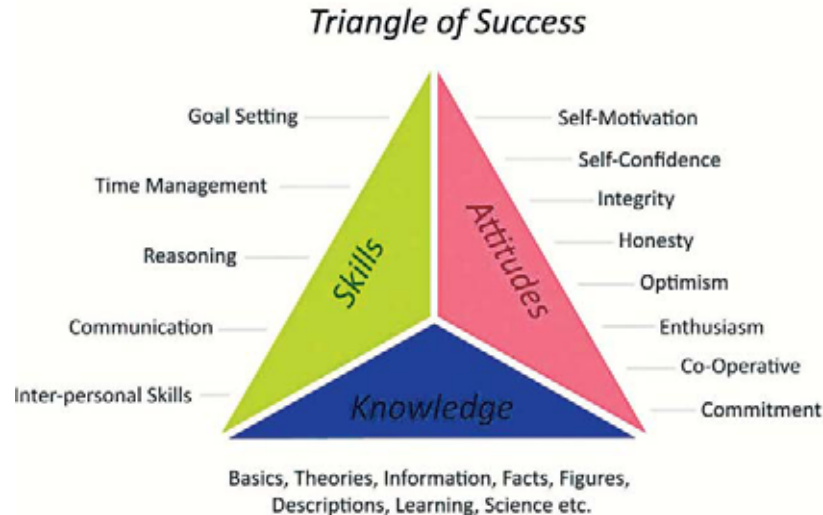 Triangle of Success
Goal Setting
Time Management
Reasoning
Communication
Inter-personal Skills
Skills
Attitudes
Knowledge
Self-Motivation
Self-Confidence
Integrity
Honesty
Optimism
Enthusiasm
Co-Operative
Commitment
Basics, Theories, Information, Facts, Figures,
Descriptions, Learning, Science etc.